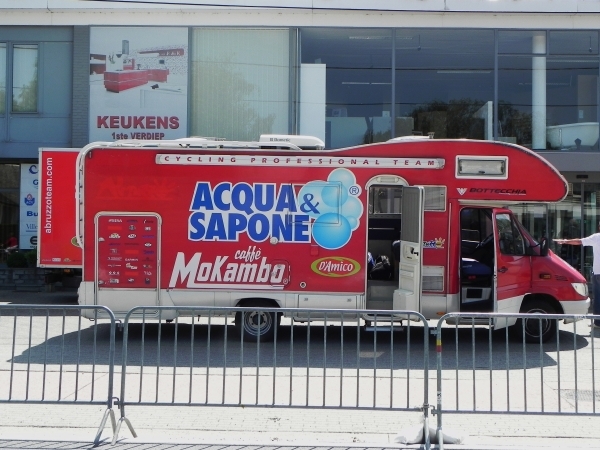 KEUKENS
1ste VERDIEP
CYCLING PROFESSIONAL TEAM
abruzzoteam.com
ACQUA &
SAPONE
®
BOTTECCHIA
caffè
MoKambo
D'Amico